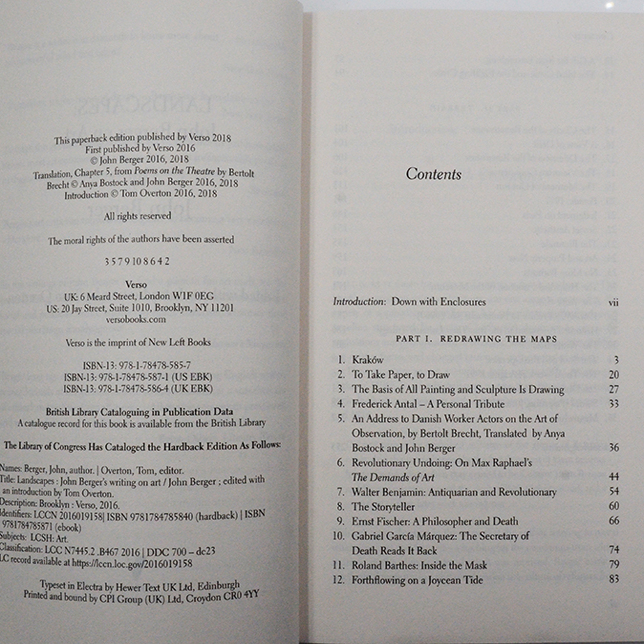 This paperback edition published by Verso 2018
First published by Verso 2016
© John Berger 2016, 2018
Translation, Chapter 5, from Poems on the Theatre by Bertolt
Brecht © Anya Bostock and John Berger 2016, 2018
Introduction © Tom Overton 2016, 2018
All rights reserved
The moral rights of the authors have been asserted
3 5 7 9 10 8 6 4 2
Verso
UK: 6 Meard Street, London W1F 0EG
US: 20 Jay Street, Suite 1010, Brooklyn, NY 11201
versobooks.com
Verso is the imprint of New Left Books
ISBN-13: 978-1-78478-585-7
ISBN-13: 978-1-78478-587-1 (US EBK)
ISBN-13: 978-1-78478-586-4 (UK EBK)
British Library Cataloguing in Publication Data
A catalogue record for this book is available from the British Library
The Library of Congress Has Cataloged the Hardback Edition As Follows:
Names: Berger, John, author. | Overton, Tom, editor.
Title: Landscapes : John Berger's writing on art / John Berger ; edited with
an introduction by Tom Overton.
Description: Brooklyn : Verso, 2016.
Identifiers: LCCN 2016019158| ISBN 9781784785840 (hardback) | ISBN
9781784785871 (ebook)
Subjects: LCSH: Art.
Classification: LCC N7445.2 .B467 2016 | DDC 700 – dc23
LC record available at https://lccn.loc.gov/2016019158
Typeset in Electra by Hewer Text UK Ltd, Edinburgh
Printed and bound by CPI Group (UK) Ltd, Croydon CR0 4YY
Contents
Introduction: Down with Enclosures vii
PART I. REDRAWING THE MAPS
1. Kraków 3
2. To Take Paper, to Draw 20
3. The Basis of All Painting and Sculpture Is Drawing 27
4. Frederick Antal – A Personal Tribute 33
5. An Address to Danish Worker Actors on the Art of
Observation, by Bertolt Brecht, Translated by Anya
Bostock and John Berger 36
6. Revolutionary Undoing: On Max Raphael's
The Demands of Art 44
7. Walter Benjamin: Antiquarian and Revolutionary 54
8. The Storyteller 60
9. Ernst Fischer: A Philosopher and Death 66
10. Gabriel García Márquez: The Secretary of
Death Reads It Back 74
11. Roland Barthes: Inside the Mask 79
12. Forthflowing on a Joycean Tide 83